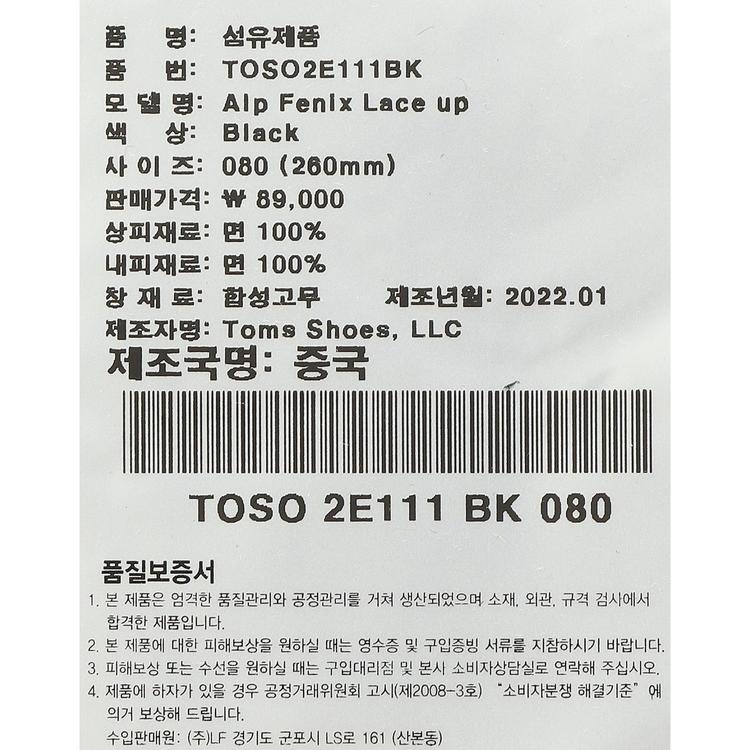 품 명: 섬유제품
품 번: TOSO2E111BK
모 델 명: Alp Fenix Lace up
색 상: Black
사 이 즈: 080 (260mm)
판매가격: ₩ 89,000
상피재료: 면 100%
내피재료: 면 100%
창 재 료: 합성고무 제조년월: 2022.01
제조자명: Toms Shoes, LLC
제조국명: 중국
TOSO 2E111 BK 080
품질보증서
1. 본 제품은 엄격한 품질관리와 공정관리를 거쳐 생산되었으며, 소재, 외관, 규격 검사에서
합격한 제품입니다.
2. 본 제품에 대한 피해보상을 원하실 때는 영수증 및 구입증빙 서류를 지참하시기 바랍니다.
3. 피해보상 또는 수선을 원하실 때는 구입대리점 및 본사 소비자상담실로 연락해 주십시오.
4. 제품에 하자가 있을 경우 공정거래위원회 고시(제2008-3호) “소비자분쟁 해결기준” 에
의거 보상해 드립니다.
수입판매원: (주)LF 경기도 군포시 LS로 161 (산본동)